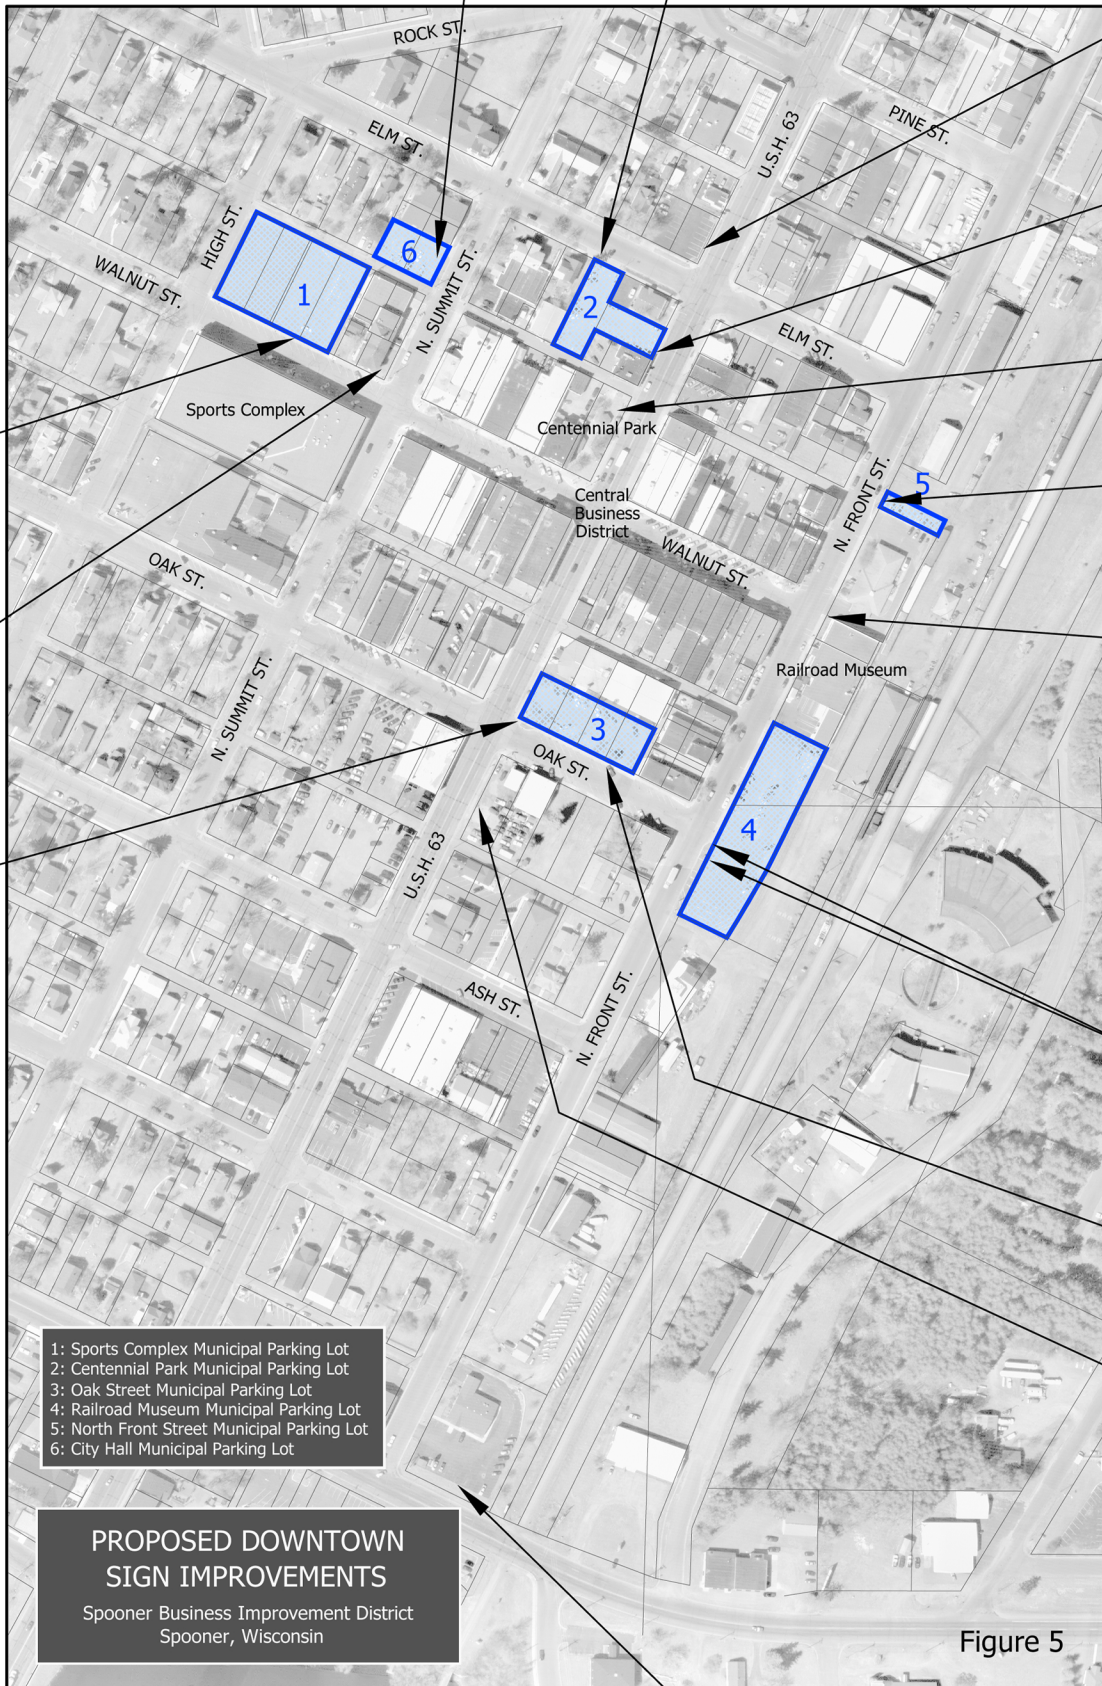 ROCK ST.
ELM ST.
PINE ST.
U.S.H. 63
HIGH ST.
WALNUT ST.
N. SUMMIT ST.
6
1
2
ELM ST.
Sports Complex
Centennial Park
Central
Business
District
N. FRONT ST.
5
WALNUT ST.
OAK ST.
N. SUMMIT ST.
Railroad Museum
3
OAK ST.
4
U.S.H. 63
ASH ST.
N. FRONT ST.
1: Sports Complex Municipal Parking Lot
2: Centennial Park Municipal Parking Lot
3: Oak Street Municipal Parking Lot
4: Railroad Museum Municipal Parking Lot
5: North Front Street Municipal Parking Lot
6: City Hall Municipal Parking Lot
PROPOSED DOWNTOWN
SIGN IMPROVEMENTS
Spooner Business Improvement District
Spooner, Wisconsin
Figure 5